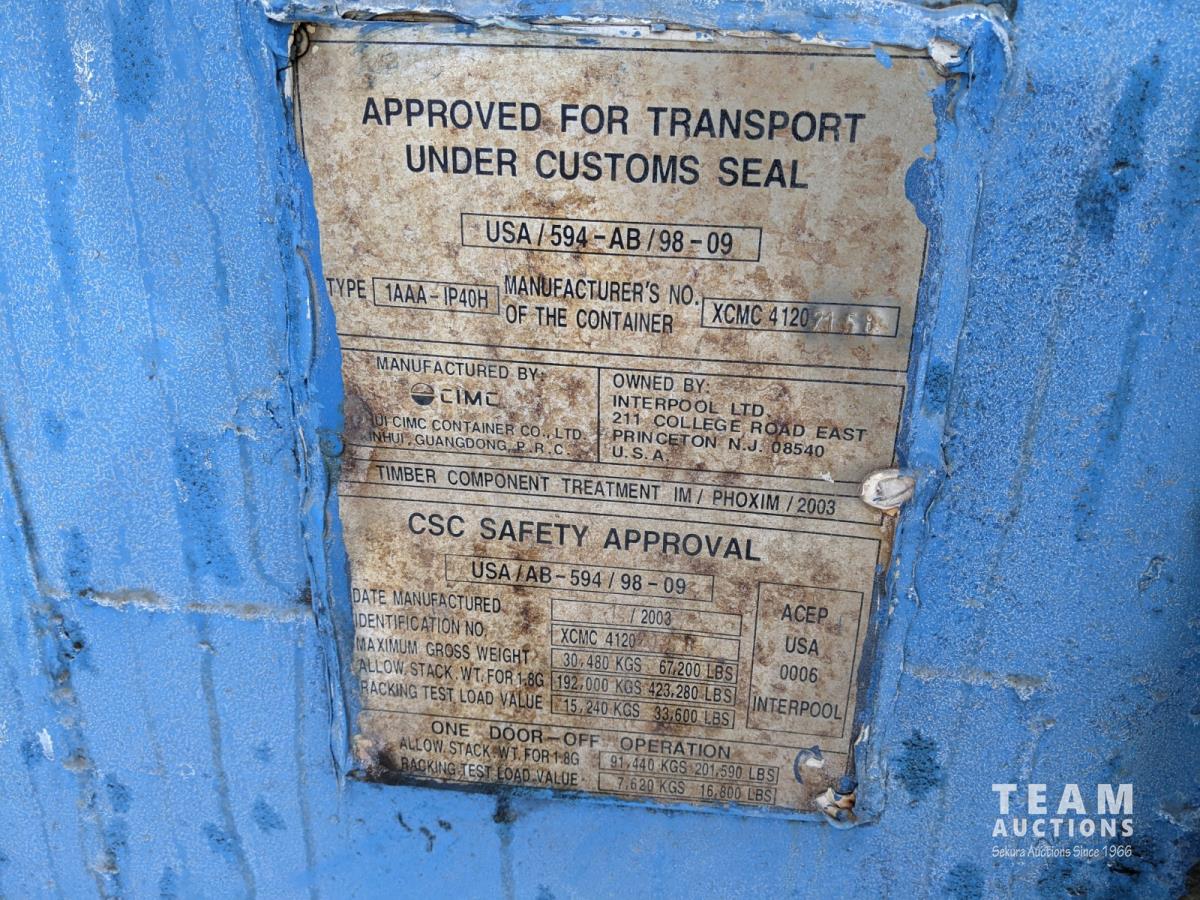 APPROVED FOR TRANSPORT
UNDER CUSTOMS SEAL
USA / 594 - AB / 98 - 09
TYPE 1AAA - IP40H MANUFACTURER'S NO. OF THE CONTAINER XCMC 4120
MANUFACTURED BY:
CIMC
CIMC CONTAINER CO., LTD
GUANGDONG, P.R.C.
OWNED BY:
INTERPOOL LTD
211 COLLEGE ROAD EAST
PRINCETON N.J. 08540
U.S.A.
TIMBER COMPONENT TREATMENT IM / PHOXIM / 2003
CSC SAFETY APPROVAL
USA / AB - 594 / 98 - 09
DATE MANUFACTURED / 2003
IDENTIFICATION NO. XCMC 4120
MAXIMUM GROSS WEIGHT 30,480 KGS 67,200 LBS
ALLOW. STACK. WT. FOR 1.8G 192,000 KGS 423,280 LBS
RACKING TEST LOAD VALUE 15,240 KGS 33,600 LBS
ACEP
USA
0006
INTERPOOL
ONE DOOR-OFF OPERATION
ALLOW. STACK. WT. FOR 1.8G 91,440 KGS 201,590 LBS
RACKING TEST LOAD VALUE 7,620 KGS 16,800 LBS
TEAM
AUCTIONS
Sekura Auctions Since 1966